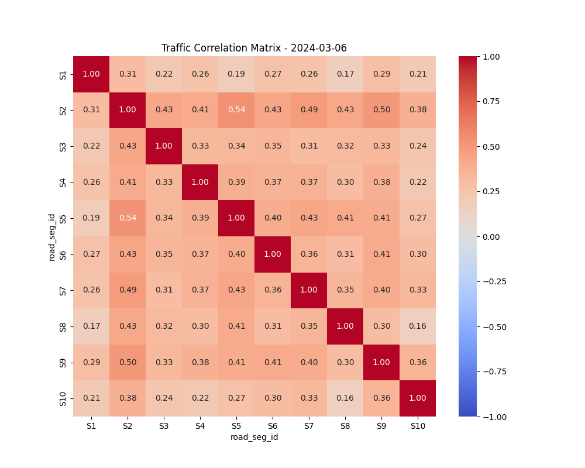 Traffic Correlation Matrix - 2024-03-06
S1 1.00 0.31 0.22 0.26 0.19 0.27 0.26 0.17 0.29 0.21
S2 0.31 1.00 0.43 0.41 0.54 0.43 0.49 0.43 0.50 0.38
S3 0.22 0.43 1.00 0.33 0.34 0.35 0.31 0.32 0.33 0.24
S4 0.26 0.41 0.33 1.00 0.39 0.37 0.37 0.30 0.38 0.22
S5 0.19 0.54 0.34 0.39 1.00 0.40 0.43 0.41 0.41 0.27
S6 0.27 0.43 0.35 0.37 0.40 1.00 0.36 0.31 0.41 0.30
S7 0.26 0.49 0.31 0.37 0.43 0.36 1.00 0.35 0.40 0.33
S8 0.17 0.43 0.32 0.30 0.41 0.31 0.35 1.00 0.30 0.16
S9 0.29 0.50 0.33 0.38 0.41 0.41 0.40 0.30 1.00 0.36
S10 0.21 0.38 0.24 0.22 0.27 0.30 0.33 0.16 0.36 1.00
S1 S2 S3 S4 S5 S6 S7 S8 S9 S10
road_seg_id
road_seg_id
1.00
0.75
0.50
0.25
0.00
−0.25
−0.50
−0.75
−1.00